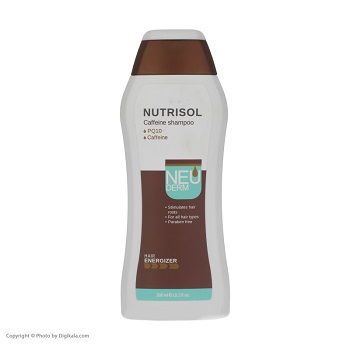 NUTRISOL
Caffeine shampoo
PQ10
Caffeine
NEO
DERM
• Stimulates hair
roots
• For all hair types
• Paraben free
HAIR
ENERGIZER
Copyright © Photo by Digikala.com